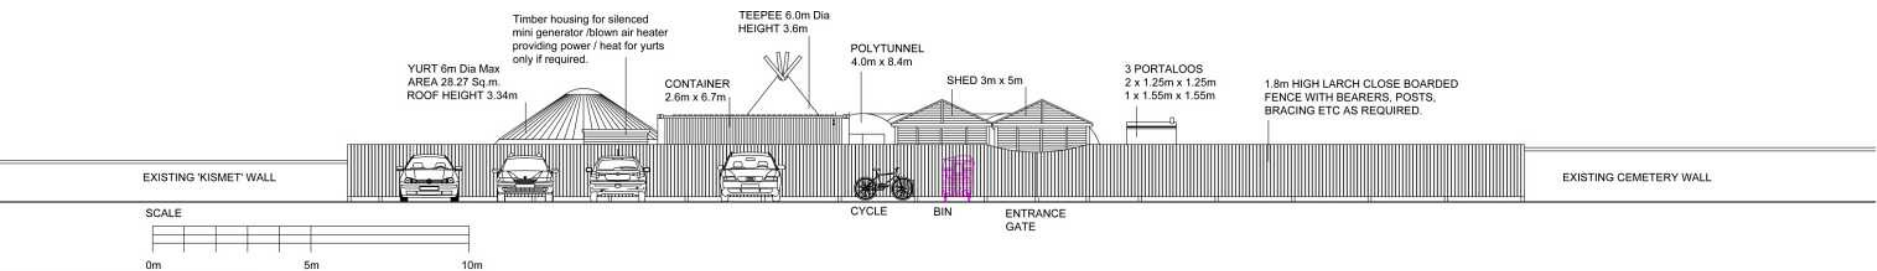 Timber housing for silenced
mini generator /blown air heater
providing power / heat for yurts
only if required.
TEEPEE 6.0m Dia
HEIGHT 3.6m
POLYTUNNEL
4.0m x 8.4m
YURT 6m Dia Max
AREA 28.27 Sq.m.
ROOF HEIGHT 3.34m
CONTAINER
2.6m x 6.7m
SHED 3m x 5m
3 PORTALOOS
2 x 1.25m x 1.25m
1 x 1.55m x 1.55m
1.8m HIGH LARCH CLOSE BOARDED
FENCE WITH BEARERS, POSTS,
BRACING ETC AS REQUIRED.
EXISTING 'KISMET' WALL
EXISTING CEMETERY WALL
SCALE
CYCLE
BIN
ENTRANCE
GATE
0m
5m
10m